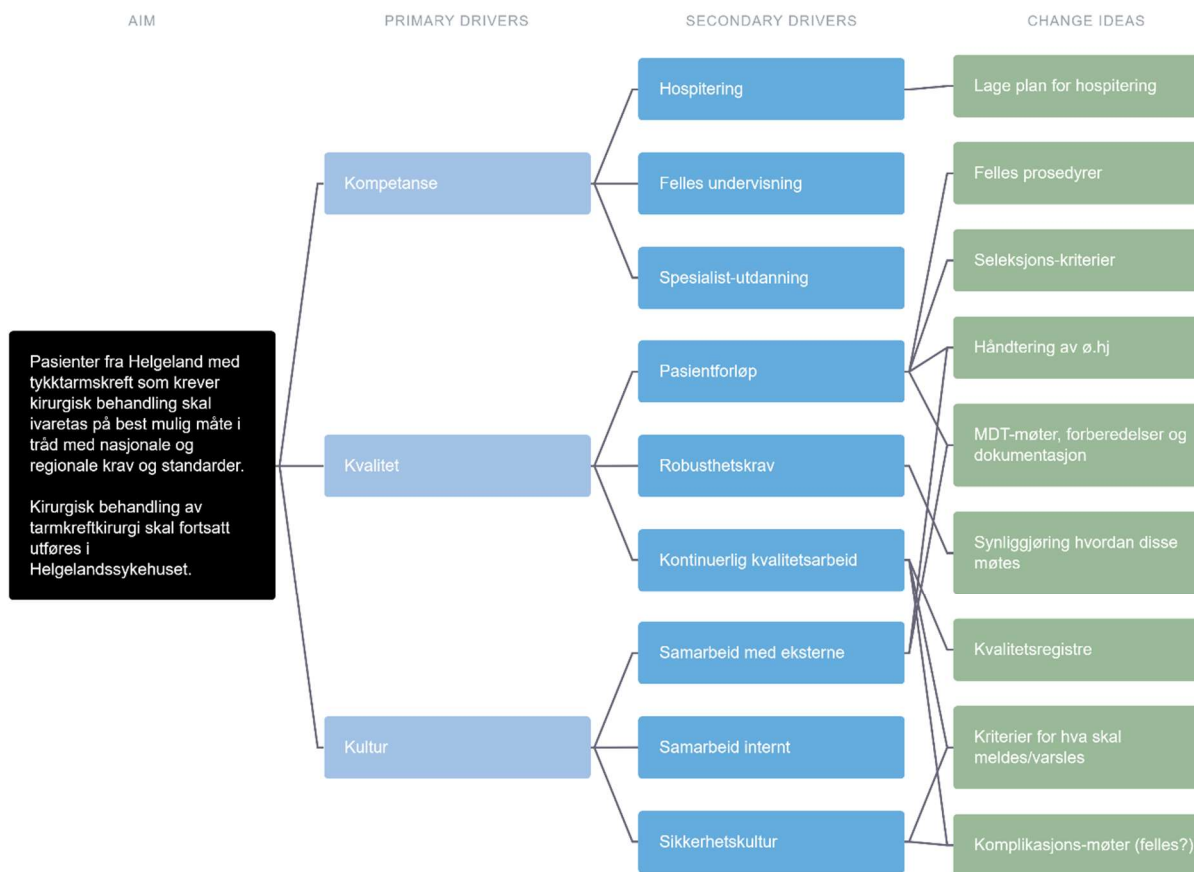 AIM
PRIMARY DRIVERS
SECONDARY DRIVERS
CHANGE IDEAS
Pasienter fra Helgeland med
tykktarmskreft som krever
kirurgisk behandling skal
ivaretas på best mulig måte i
tråd med nasjonale og
regionale krav og standarder.
Kirurgisk behandling av
tarmkreftkirurgi skal fortsatt
utføres i
Helgelandssykehuset.
Kompetanse
Kvalitet
Kultur
Hospitering
Felles undervisning
Spesialist-utdanning
Pasientforløp
Robusthetskrav
Kontinuerlig kvalitetsarbeid
Samarbeid med eksterne
Samarbeid internt
Sikkerhetskultur
Lage plan for hospitering
Felles prosedyrer
Seleksjons-kriterier
Håndtering av ø.hj
MDT-møter, forberedelser og
dokumentasjon
Synliggjøring hvordan disse
møtes
Kvalitetsregistre
Kriterier for hva skal
meldes/varsles
Komplikasjons-møter (felles?)